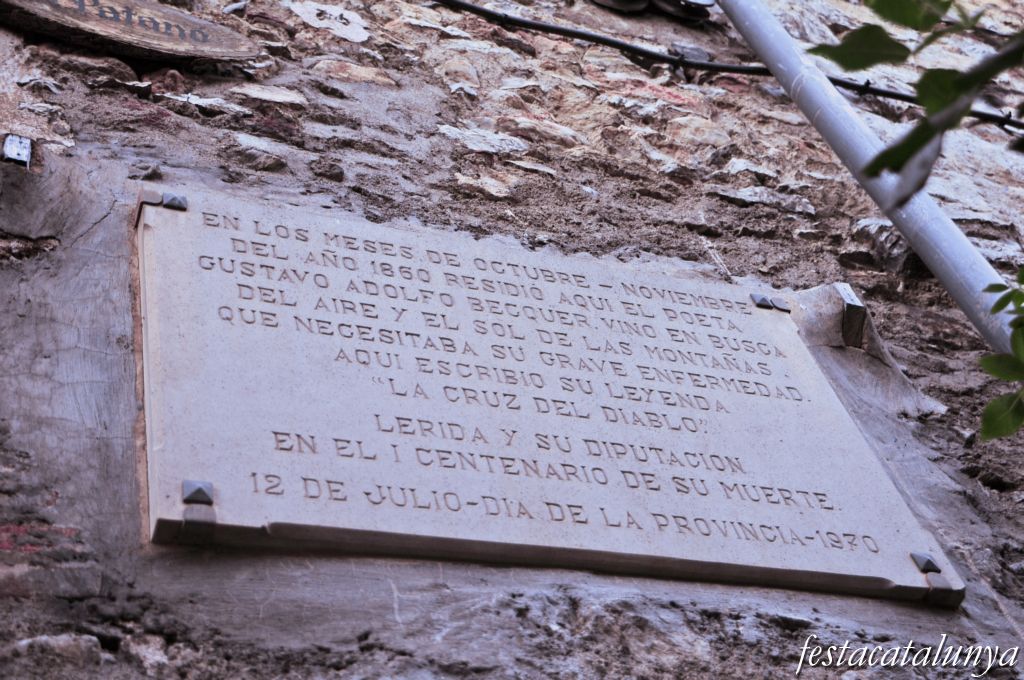 Patano
EN LOS MESES DE OCTUBRE - NOVIEMBRE
DEL AÑO 1860 RESIDIÓ AQUI EL POETA
GUSTAVO ADOLFO BECQUER, VINO EN BUSCA
DEL AIRE Y EL SOL DE LAS MONTAÑAS
QUE NECESITABA SU GRAVE ENFERMEDAD.
AQUI ESCRIBIO SU LEYENDA
"LA CRUZ DEL DIABLO"
LERIDA Y SU DIPUTACION
EN EL I CENTENARIO DE SU MUERTE
12 DE JULIO-DIA DE LA PROVINCIA-1970
festacatalunya